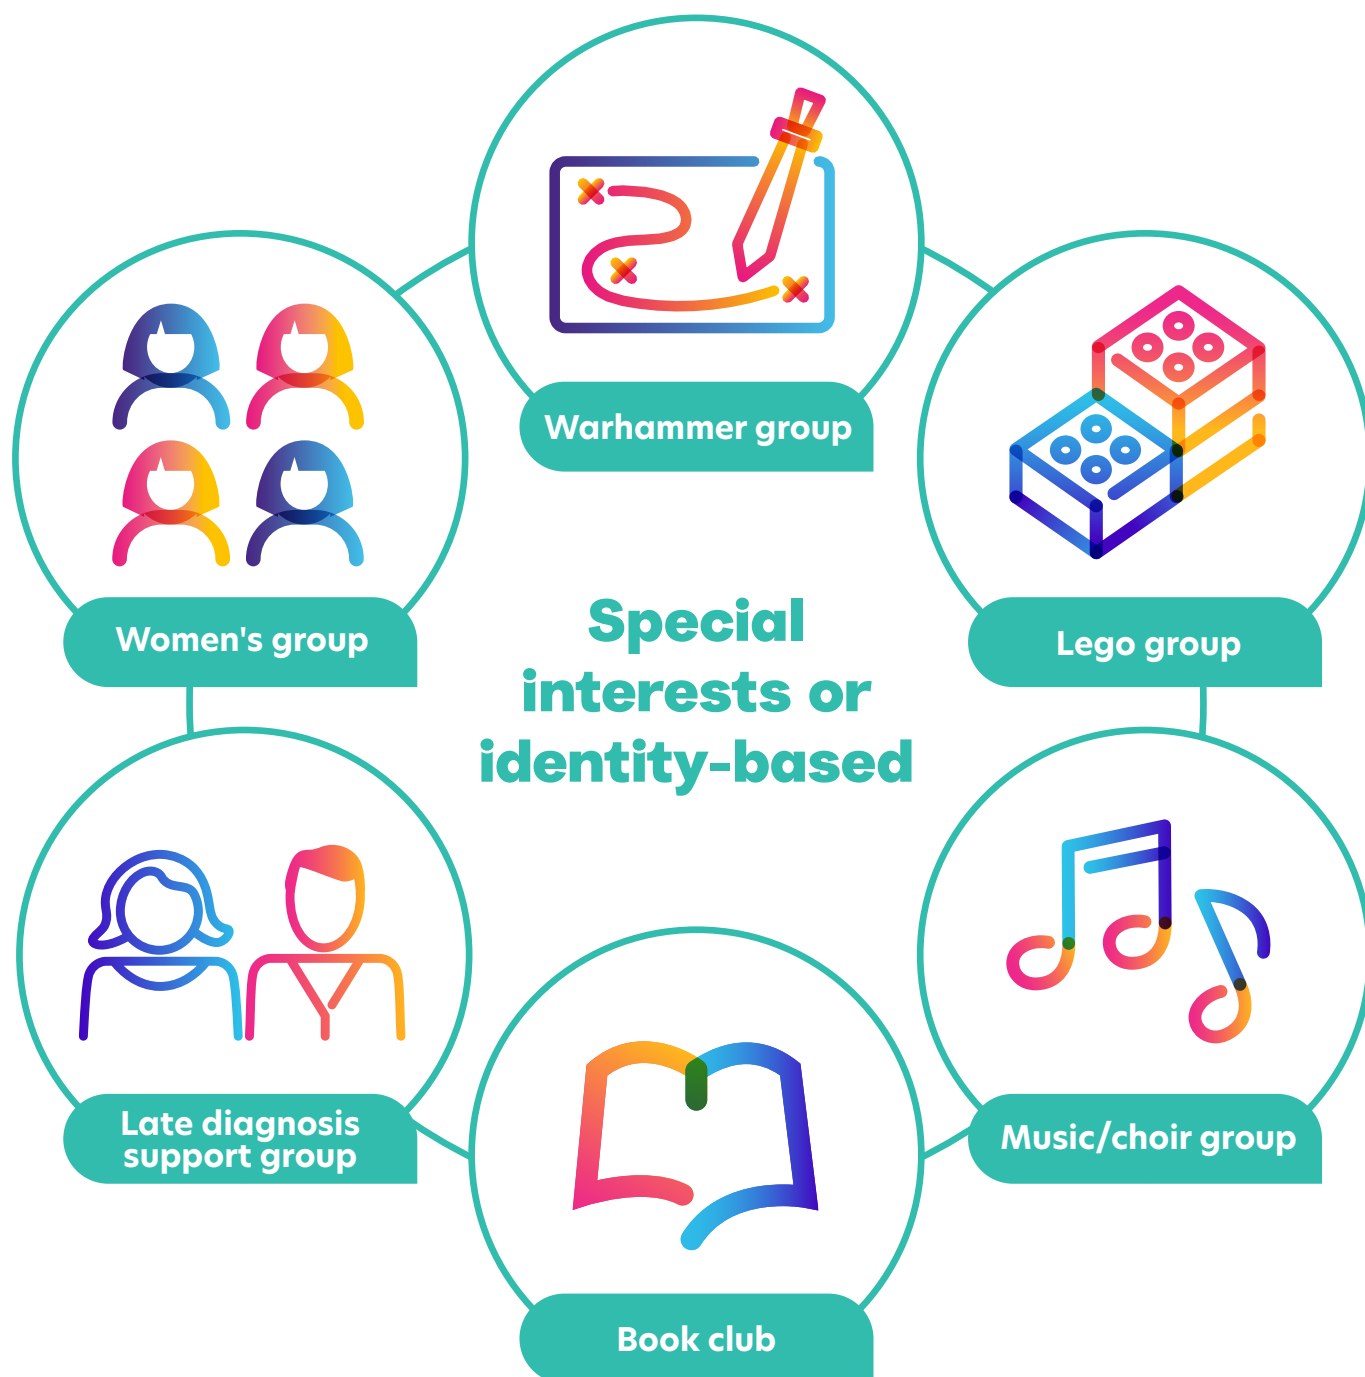 Warhammer group
Women's group
Lego group
Special
interests or
identity-based
Late diagnosis
support group
Music/choir group
Book club